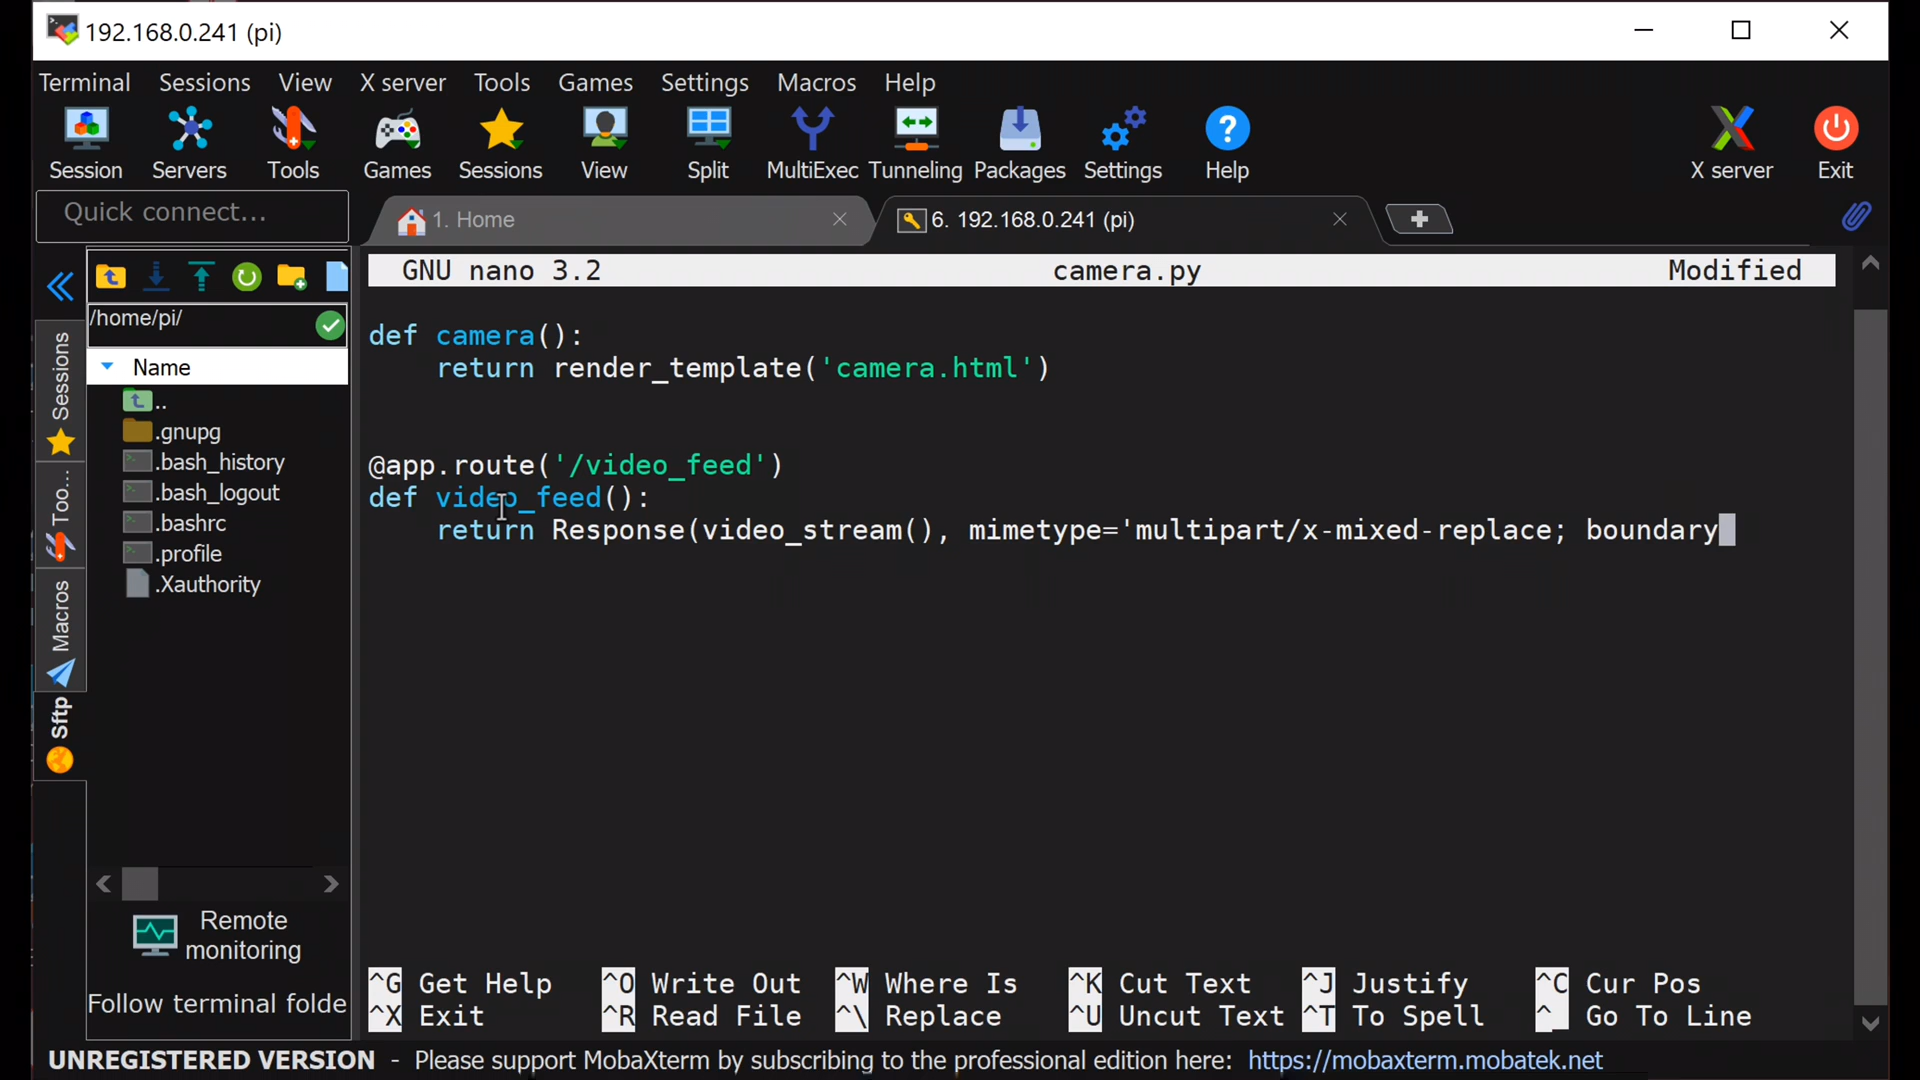 192.168.0.241 (pi)
Terminal Sessions View X server Tools Games Settings Macros Help
Session Servers Tools Games Sessions View Split MultiExec Tunneling Packages Settings Help X server Exit
Quick connect...
1. Home
6. 192.168.0.241 (pi)
/home/pi/
Name
..
.gnupg
.bash_history
.bash_logout
.bashrc
.profile
.Xauthority
Sessions
Too...
Macros
Sftp
Remote
monitoring
Follow terminal folde
GNU nano 3.2 camera.py Modified
def camera():
    return render_template('camera.html')
@app.route('/video_feed')
def video_feed():
    return Response(video_stream(), mimetype='multipart/x-mixed-replace; boundary
^G Get Help ^O Write Out ^W Where Is ^K Cut Text ^J Justify ^C Cur Pos
^X Exit ^R Read File ^\ Replace ^U Uncut Text ^T To Spell ^_ Go To Line
UNREGISTERED VERSION - Please support MobaXterm by subscribing to the professional edition here: https://mobaxterm.mobatek.net